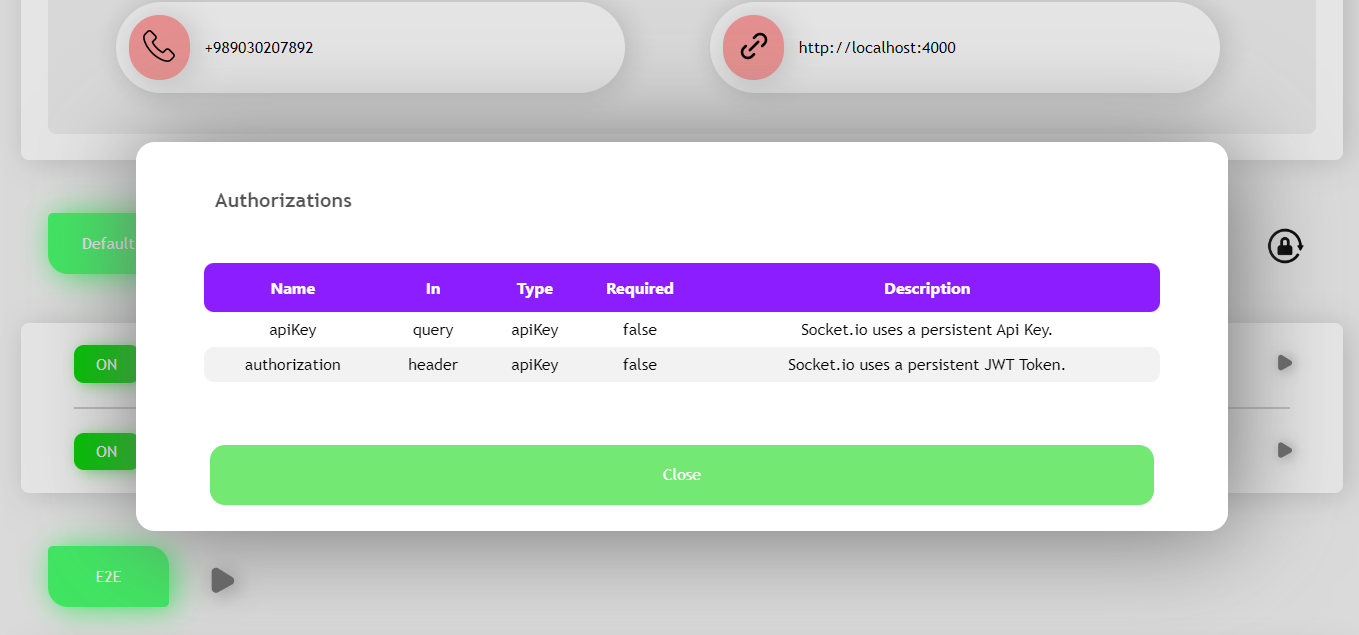 +989030207892
http://localhost:4000
Authorizations
Default
Name In Type Required Description
apiKey query apiKey false Socket.io uses a persistent Api Key.
authorization header apiKey false Socket.io uses a persistent JWT Token.
ON
ON
Close
E2E